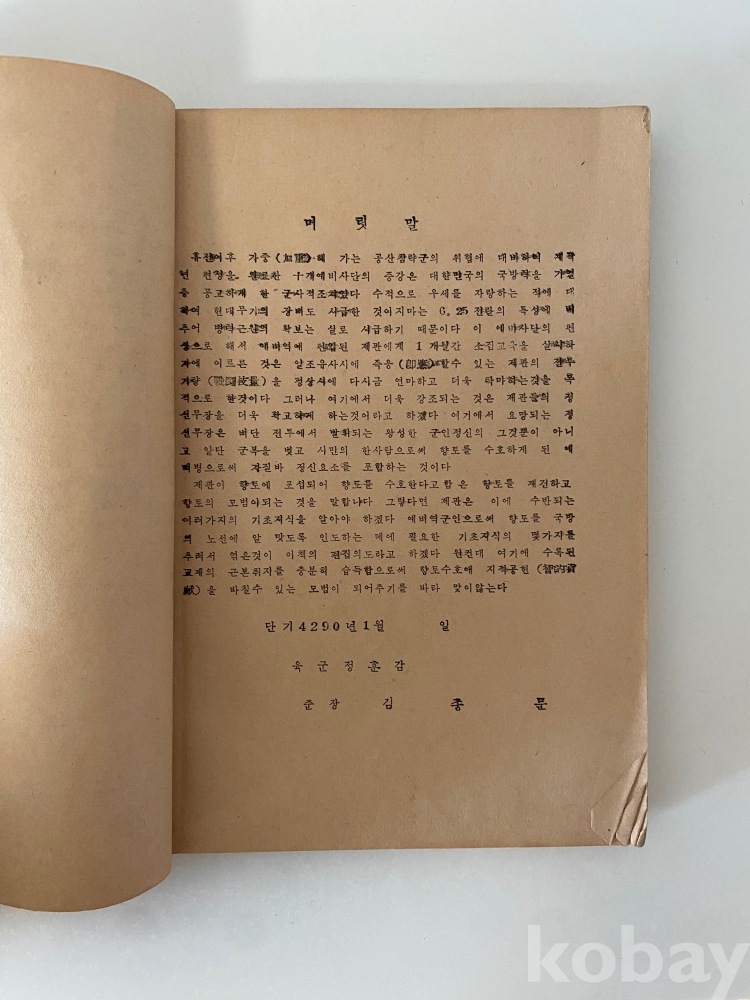 머 릿 말
휴전이후 가중(加重)해 가는 공산침략군의 위협에 대비하여 제작
년 편성을 완료한 十개예비사단의 증강은 대한민국의 국방력을 가일
층 공고하게 한 군사적조치였다 수적으로 우세를 자랑하는 적에 대
하여 현대무기의 장비도 시급한 것이지마는 6.25 전란의 특성에 비
추어 병력근원의 확보는 실로 시급하기 때문이다 이 예비사단의 편
성으로 해서 예비역에 편입된 제관에게 1개월간 소집교육을 실시하
기에 이르른 것은 일조유사시에 즉응(即應)할수 있는 제관의 전투
기량(戰鬪技量)을 정상시에 다시금 연마하고 더욱 탁마하는것을 목
적으로 한것이다 그러나 여기에서 더욱 강조되는 것은 제관들의 정
신무장을 더욱 확고하게 하는것이라고 하겠다 여기에서 요망되는 정
신무장은 비단 전투에서 발휘되는 왕성한 군인정신의 그것뿐이 아니
고 일단 군복을 벗고 시민의 한사람으로써 향토를 수호하게 된 예
비병으로써 가질바 정신요소를 포함하는 것이다
제관이 향토에 포섭되어 향토를 수호한다고함은 향토를 재건하고
향토의 모범이되는 것을 말합니다 그렇다면 제관은 이에 수반되는
여러가지의 기초지식을 알아야 하겠다 예비역군인으로써 향토를 국방
의 노선에 알 맞도록 인도하는 데에 필요한 기초지식의 몇가지를
추려서 엮은것이 이책의 편집의도라고 하겠다 원컨대 여기에 수록된
교제의 근본취지를 충분히 습득함으로써 향토수호에 지적공헌(智的貢
獻)을 바칠수 있는 모범이 되어주기를 바라 맞이않는다
단기4290년1월 일
육군정훈감
준장 김 종 문
kobay